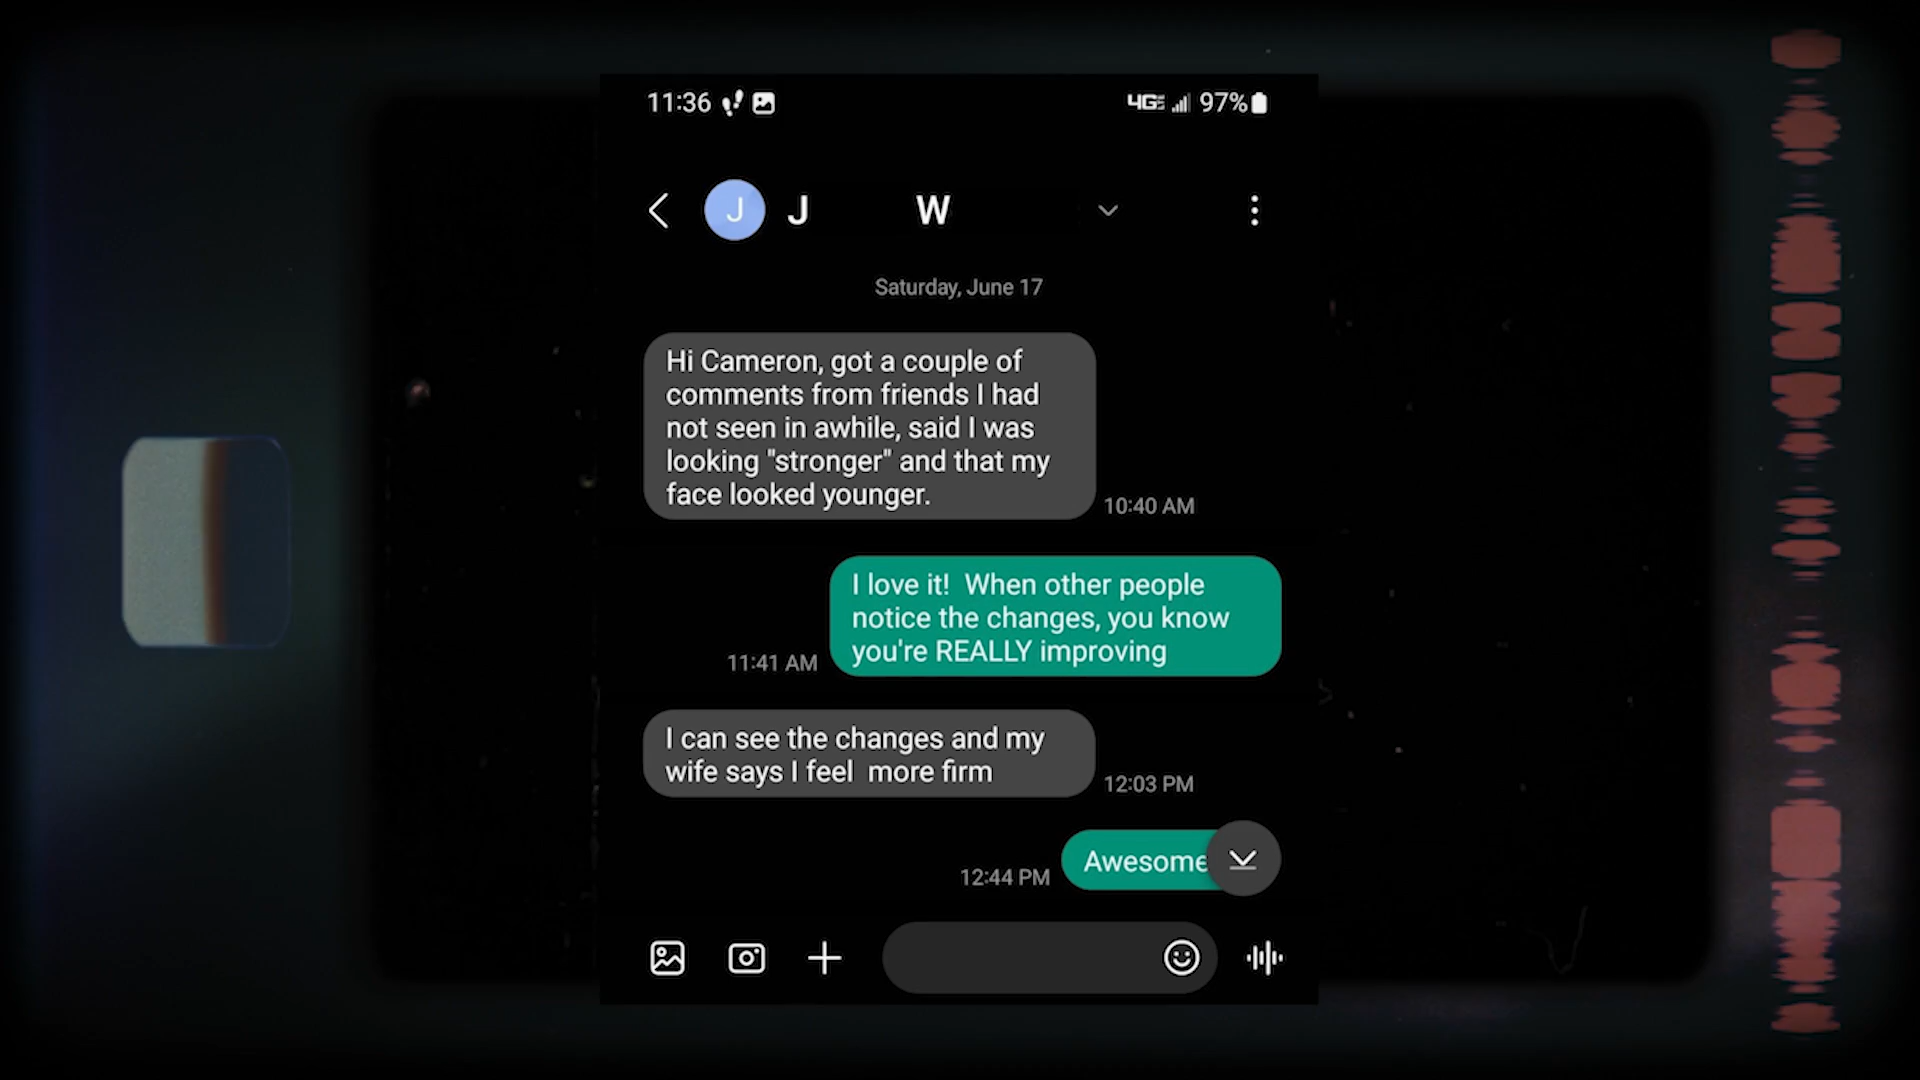 11:36
4G 97%
J J W
Saturday, June 17
Hi Cameron, got a couple of
comments from friends I had
not seen in awhile, said I was
looking "stronger" and that my
face looked younger.
10:40 AM
I love it!  When other people
notice the changes, you know
you're REALLY improving
11:41 AM
I can see the changes and my
wife says I feel  more firm
12:03 PM
Awesome
12:44 PM